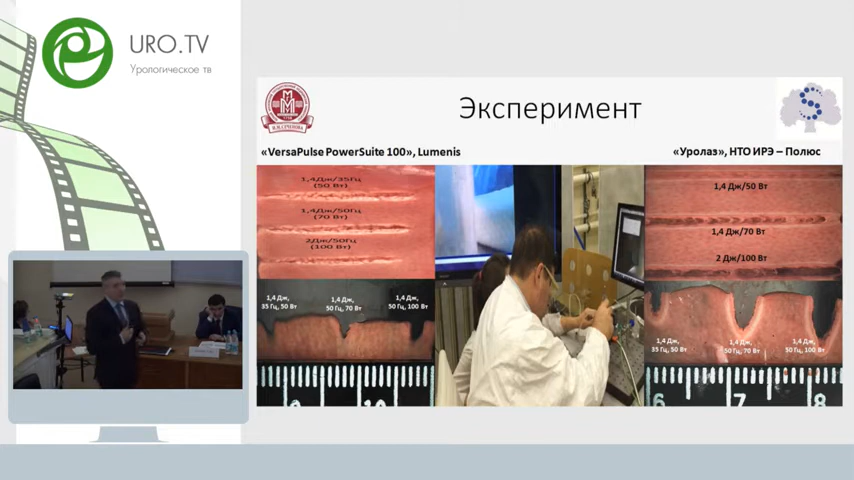 URO.TV
Урологическое тв
Эксперимент
«VersaPulse PowerSuite 100», Lumenis
«Уролаз», НТО ИРЭ – Полюс
1,4Дж/35Гц
(50 Вт)
1,4Дж/50Гц
(70 Вт)
2Дж/50Гц
(100 Вт)
1,4 Дж/50 Вт
1,4 Дж/70 Вт
2 Дж/100 Вт
1,4 Дж,
35 Гц, 50 Вт
1,4 Дж,
50 Гц, 70 Вт
1,4 Дж,
50 Гц, 100 Вт
1,4 Дж,
35 Гц, 50 Вт
1,4 Дж,
50 Гц, 70 Вт
1,4 Дж,
50 Гц, 100 Вт
6 7 8